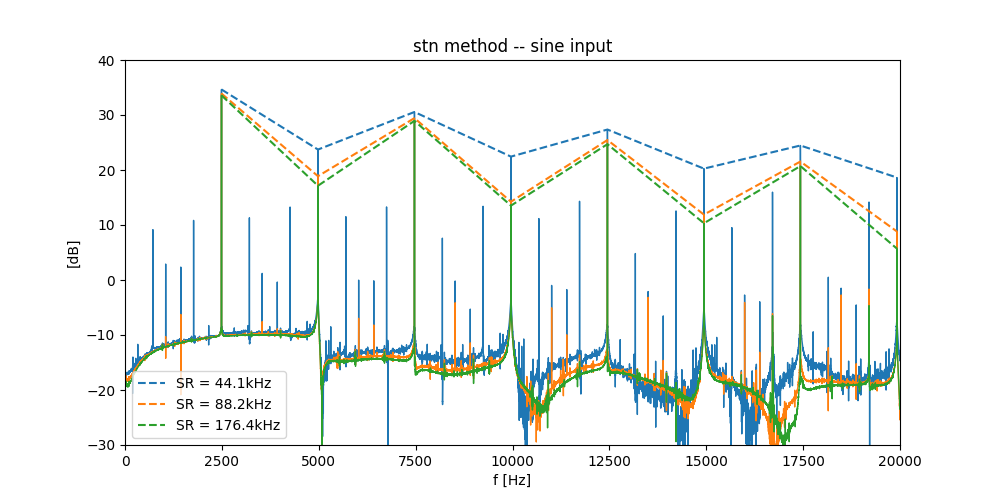 stn method -- sine input
[dB]
40
30
20
10
0
−10
−20
−30
SR = 44.1kHz
SR = 88.2kHz
SR = 176.4kHz
0 2500 5000 7500 10000 12500 15000 17500 20000
f [Hz]